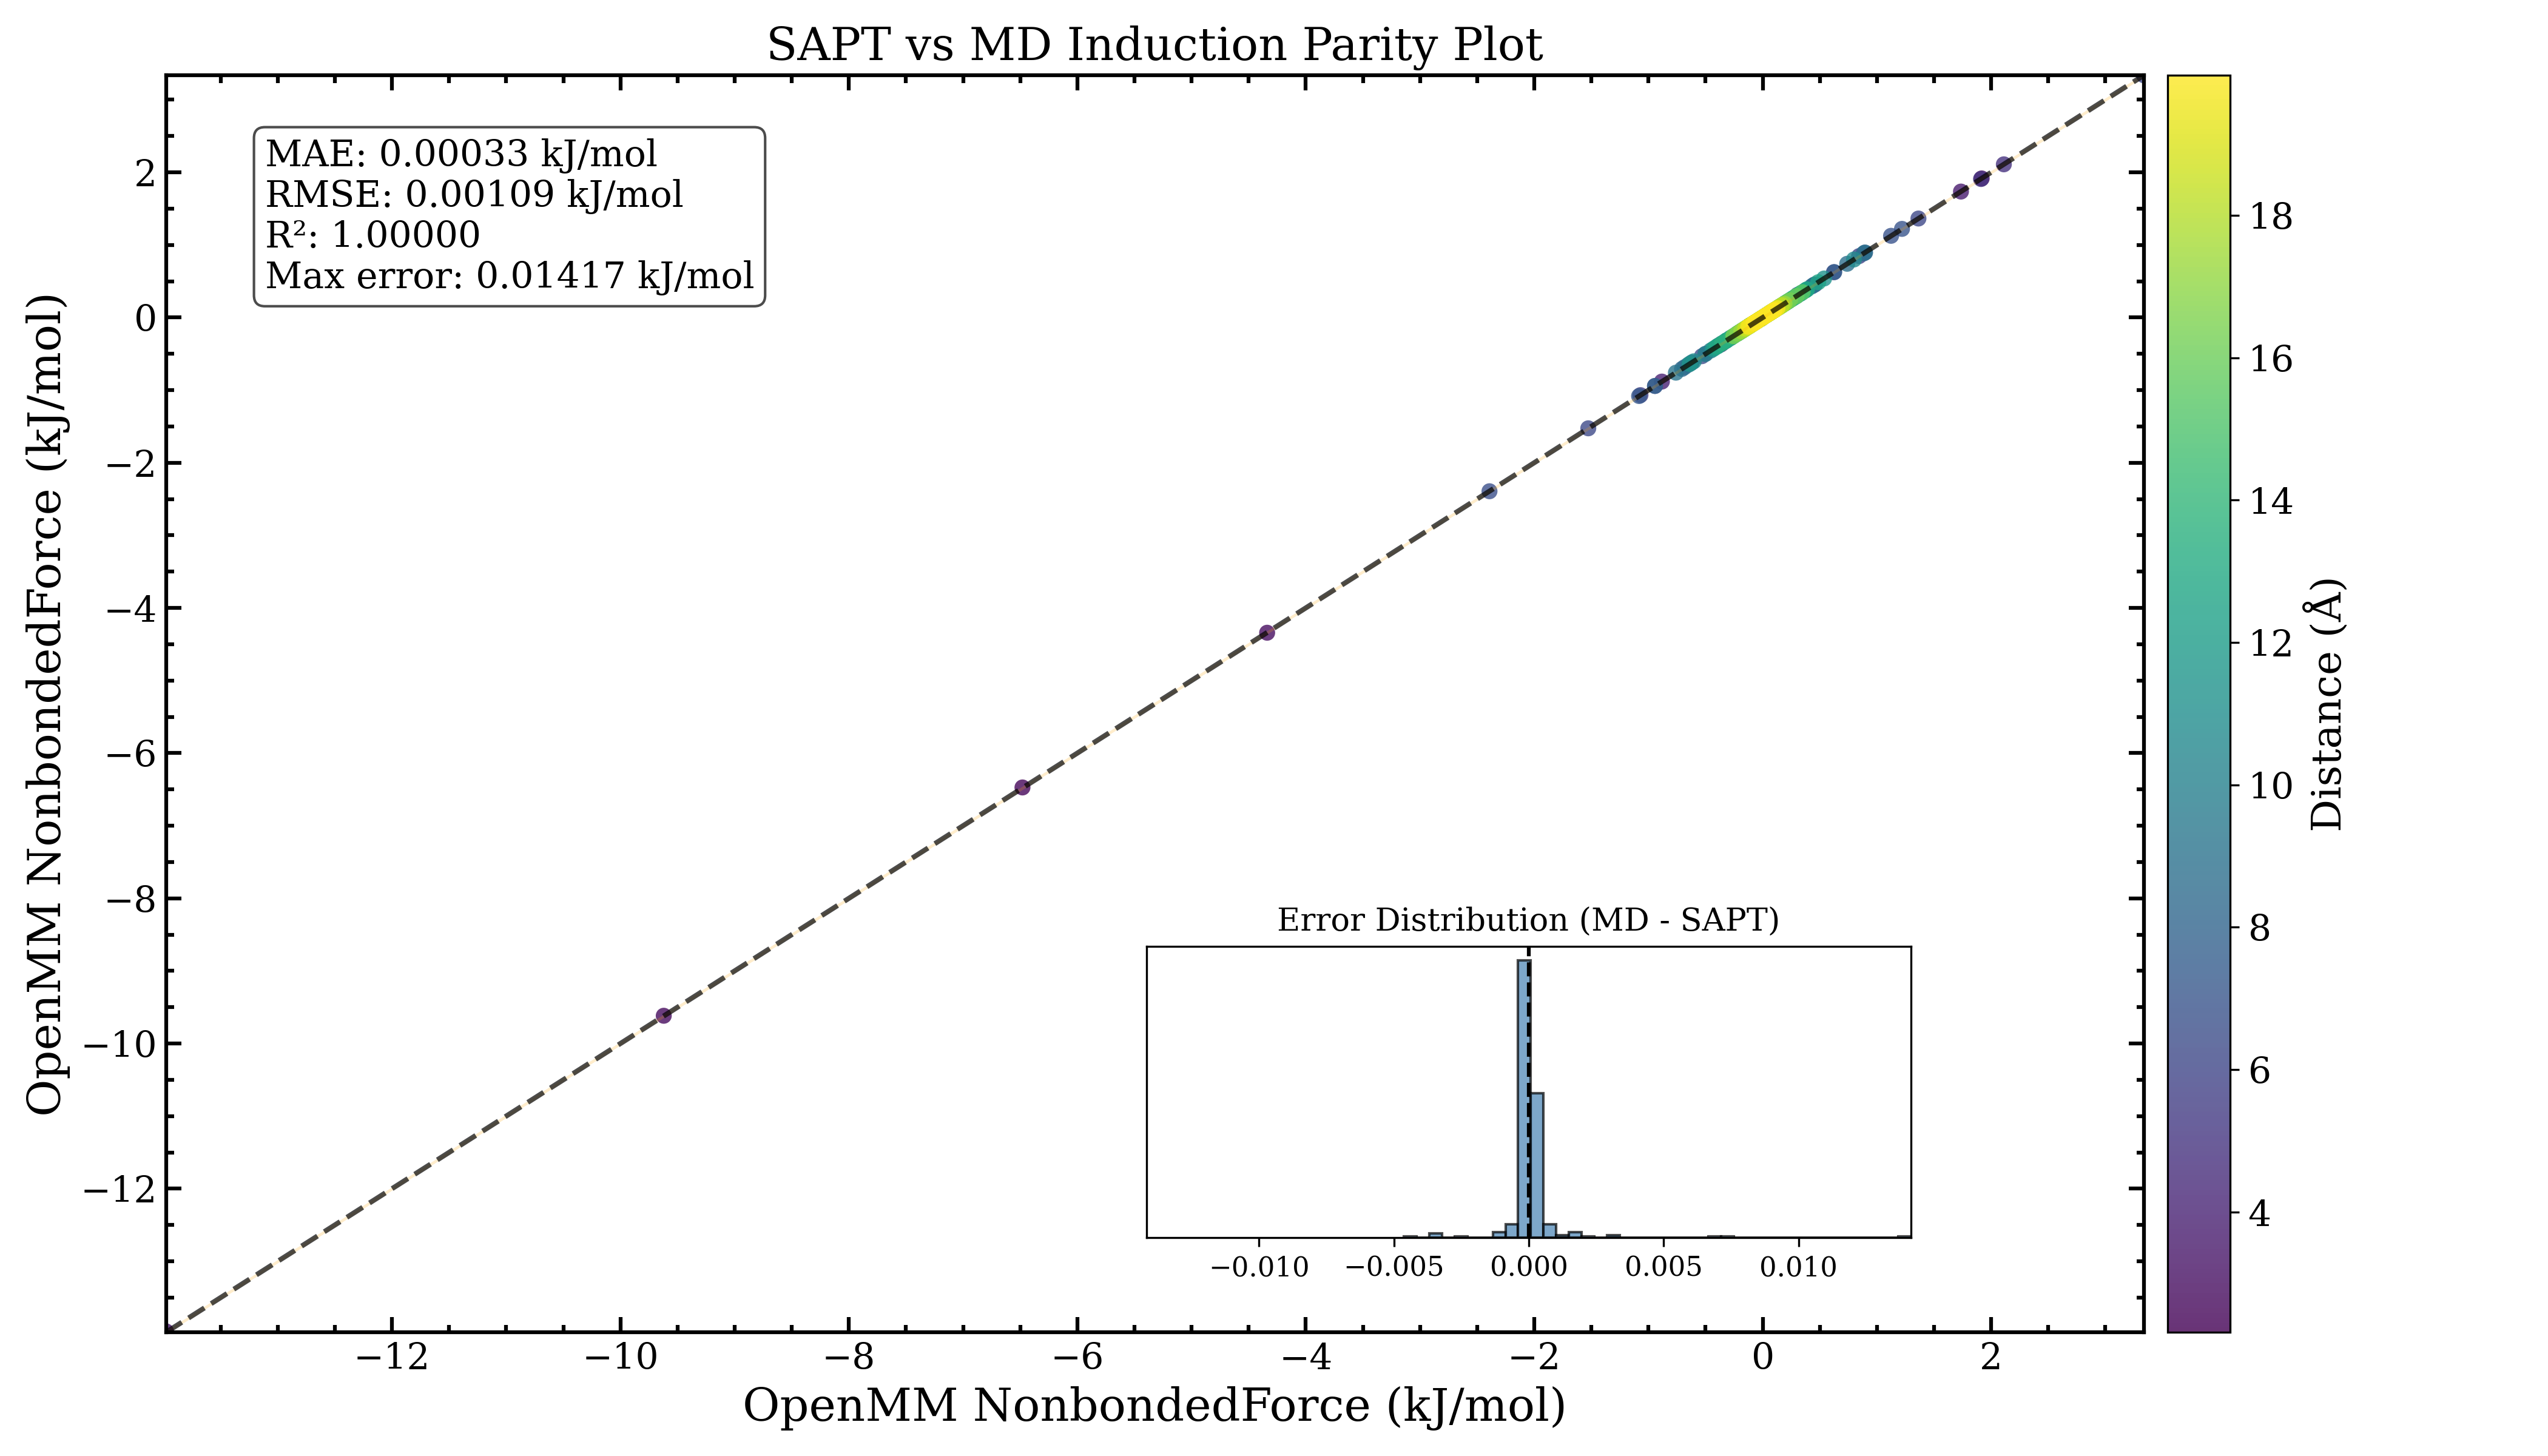 SAPT vs MD Induction Parity Plot
MAE: 0.00033 kJ/mol
RMSE: 0.00109 kJ/mol
R²: 1.00000
Max error: 0.01417 kJ/mol
OpenMM NonbondedForce (kJ/mol)
2
0
−2
−4
−6
−8
−10
−12
Error Distribution (MD - SAPT)
−0.010 −0.005 0.000 0.005 0.010
−12 −10 −8 −6 −4 −2 0 2
OpenMM NonbondedForce (kJ/mol)
18
16
14
12
10
8
6
4
Distance (Å)